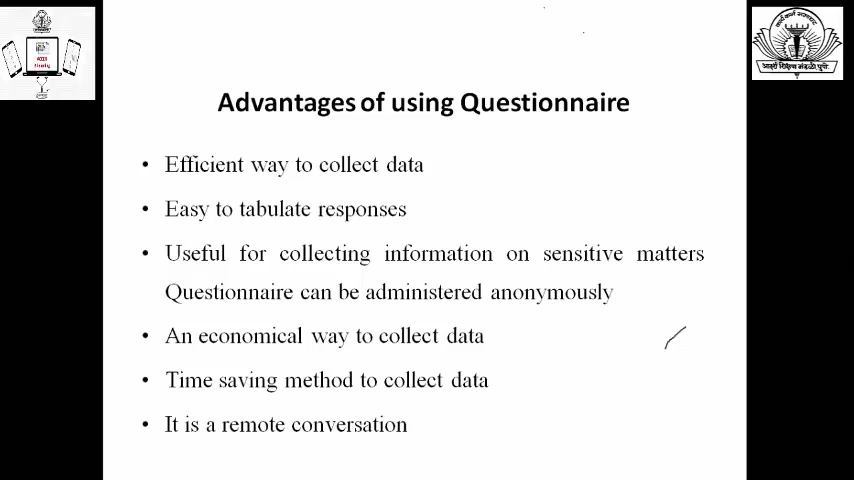 Advantages of using Questionnaire
• Efficient way to collect data
• Easy to tabulate responses
• Useful for collecting information on sensitive matters
Questionnaire can be administered anonymously
• An economical way to collect data
• Time saving method to collect data
• It is a remote conversation